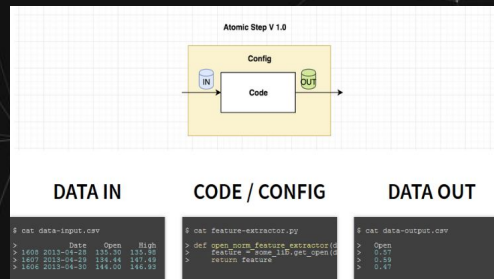 Atomic Step V 1.0
Config
IN
OUT
Code
DATA IN
CODE / CONFIG
DATA OUT
$ cat data-input.csv
> Date Open High
> 1608 2013-04-28 135.30 135.98
> 1607 2013-04-29 134.44 147.49
> 1606 2013-04-30 144.00 146.93
$ cat feature-extractor.py
> def open_norm_feature_extractor(d
> feature = some_lib.get_open(d
> return feature
$ cat data-output.csv
> Open
> 0.57
> 0.59
> 0.47